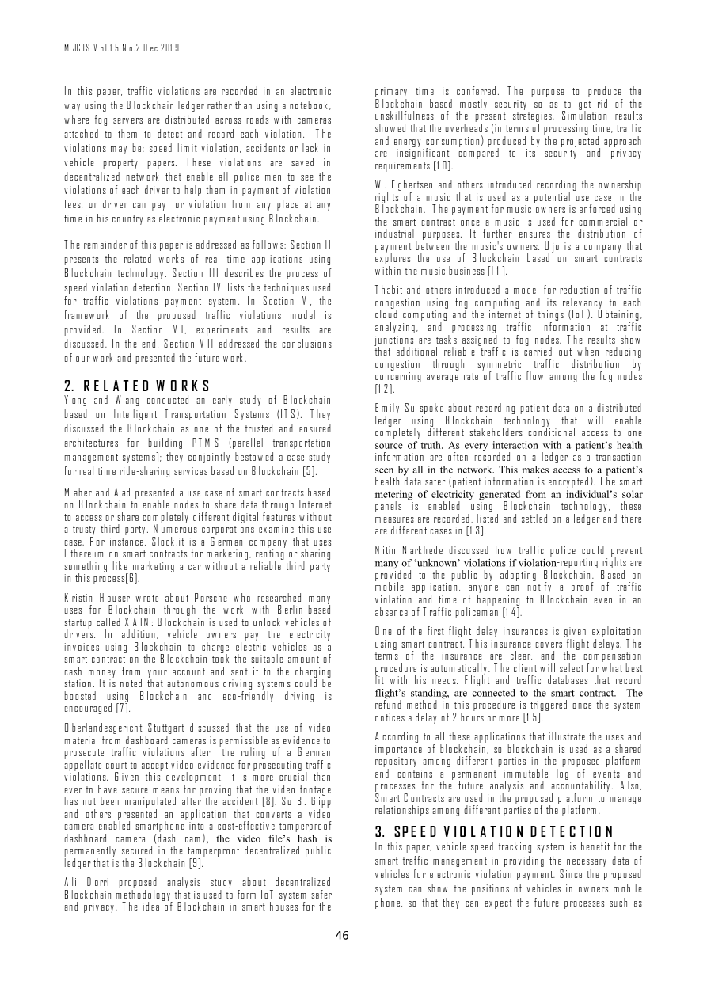 MJCIS Vol.15 No.2 Dec 2019
In this paper, traffic violations are recorded in an electronic
way using the Blockchain ledger rather than using a notebook,
where fog servers are distributed across roads with cameras
attached to them to detect and record each violation. The
violations may be: speed limit violation, accidents or lack in
vehicle property papers. These violations are saved in
decentralized network that enable all police men to see the
violations of each driver to help them in payment of violation
fees, or driver can pay for violation from any place at any
time in his country as electronic payment using Blockchain.
The remainder of this paper is addressed as follows: Section II
presents the related works of real time applications using
Blockchain technology. Section III describes the process of
speed violation detection. Section IV lists the techniques used
for traffic violations payment system. In Section V, the
framework of the proposed traffic violations model is
provided. In Section VI, experiments and results are
discussed. In the end, Section VII addressed the conclusions
of our work and presented the future work.
2. RELATED WORKS
Yong and Wang conducted an early study of Blockchain
based on Intelligent Transportation Systems (ITS). They
discussed the Blockchain as one of the trusted and ensured
architectures for building PTMS (parallel transportation
management systems]; they conjointly bestowed a case study
for real time ride-sharing services based on Blockchain [5].
Maher and Aad presented a use case of smart contracts based
on Blockchain to enable nodes to share data through Internet
to access or share completely different digital features without
a trusty third party. Numerous corporations examine this use
case. For instance, Slock.it is a German company that uses
Ethereum on smart contracts for marketing, renting or sharing
something like marketing a car without a reliable third party
in this process[6].
Kristin Houser wrote about Porsche who researched many
uses for Blockchain through the work with Berlin-based
startup called XAIN: Blockchain is used to unlock vehicles of
drivers. In addition, vehicle owners pay the electricity
invoices using Blockchain to charge electric vehicles as a
smart contract on the Blockchain took the suitable amount of
cash money from your account and sent it to the charging
station. It is noted that autonomous driving systems could be
boosted using Blockchain and eco-friendly driving is
encouraged [7].
Oberlandesgericht Stuttgart discussed that the use of video
material from dashboard cameras is permissible as evidence to
prosecute traffic violations after the ruling of a German
appellate court to accept video evidence for prosecuting traffic
violations. Given this development, it is more crucial than
ever to have secure means for proving that the video footage
has not been manipulated after the accident [8]. So B. Gipp
and others presented an application that converts a video
camera enabled smartphone into a cost-effective tamperproof
dashboard camera (dash cam), the video file’s hash is
permanently secured in the tamperproof decentralized public
ledger that is the Blockchain [9].
Ali Dorri proposed analysis study about decentralized
Blockchain methodology that is used to form IoT system safer
and privacy. The idea of Blockchain in smart houses for the
primary time is conferred. The purpose to produce the
Blockchain based mostly security so as to get rid of the
unskillfulness of the present strategies. Simulation results
showed that the overheads (in terms of processing time, traffic
and energy consumption) produced by the projected approach
are insignificant compared to its security and privacy
requirements [10].
W. Egbertsen and others introduced recording the ownership
rights of a music that is used as a potential use case in the
Blockchain. The payment for music owners is enforced using
the smart contract once a music is used for commercial or
industrial purposes. It further ensures the distribution of
payment between the music's owners. Ujo is a company that
explores the use of Blockchain based on smart contracts
within the music business [11].
Thabit and others introduced a model for reduction of traffic
congestion using fog computing and its relevancy to each
cloud computing and the internet of things (IoT). Obtaining,
analyzing, and processing traffic information at traffic
junctions are tasks assigned to fog nodes. The results show
that additional reliable traffic is carried out when reducing
congestion through symmetric traffic distribution by
concerning average rate of traffic flow among the fog nodes
[12].
Emily Su spoke about recording patient data on a distributed
ledger using Blockchain technology that will enable
completely different stakeholders conditional access to one
source of truth. As every interaction with a patient’s health
information are often recorded on a ledger as a transaction
seen by all in the network. This makes access to a patient’s
health data safer (patient information is encrypted). The smart
metering of electricity generated from an individual’s solar
panels is enabled using Blockchain technology, these
measures are recorded, listed and settled on a ledger and there
are different cases in [13].
Nitin Narkhede discussed how traffic police could prevent
many of ‘unknown’ violations if violation-reporting rights are
provided to the public by adopting Blockchain. Based on
mobile application, anyone can notify a proof of traffic
violation and time of happening to Blockchain even in an
absence of Traffic policeman [14].
One of the first flight delay insurances is given exploitation
using smart contract. This insurance covers flight delays. The
terms of the insurance are clear, and the compensation
procedure is automatically. The client will select for what best
fit with his needs. Flight and traffic databases that record
flight’s standing, are connected to the smart contract. The
refund method in this procedure is triggered once the system
notices a delay of 2 hours or more [15].
According to all these applications that illustrate the uses and
importance of blockchain, so blockchain is used as a shared
repository among different parties in the proposed platform
and contains a permanent immutable log of events and
processes for the future analysis and accountability. Also,
Smart Contracts are used in the proposed platform to manage
relationships among different parties of the platform.
3. SPEED VIOLATION DETECTION
In this paper, vehicle speed tracking system is benefit for the
smart traffic management in providing the necessary data of
vehicles for electronic violation payment. Since the proposed
system can show the positions of vehicles in owners mobile
phone, so that they can expect the future processes such as
46